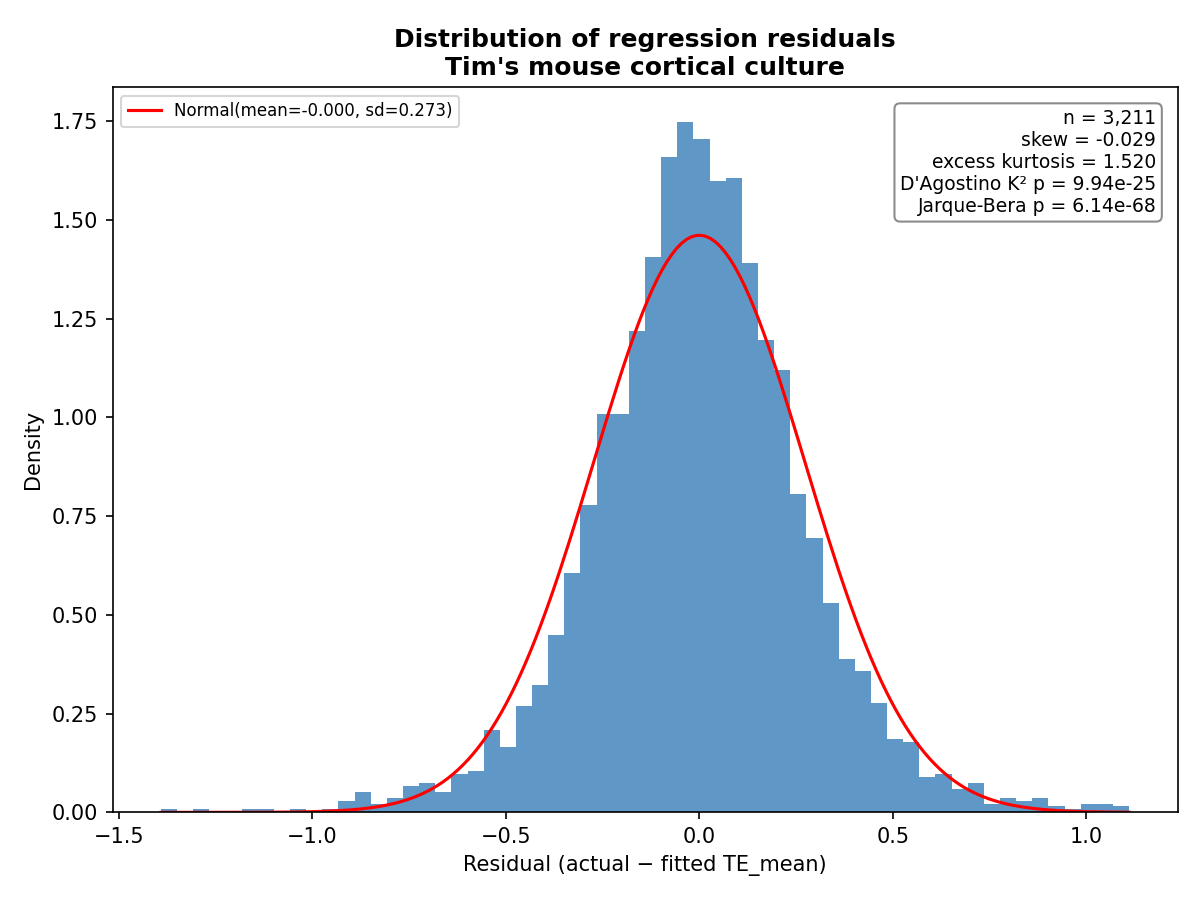 Distribution of regression residuals
Tim's mouse cortical culture
Normal(mean=-0.000, sd=0.273)
n = 3,211
skew = -0.029
excess kurtosis = 1.520
D'Agostino K² p = 9.94e-25
Jarque-Bera p = 6.14e-68
1.75
1.50
1.25
1.00
0.75
0.50
0.25
0.00
Density
−1.5
−1.0
−0.5
0.0
0.5
1.0
Residual (actual − fitted TE_mean)